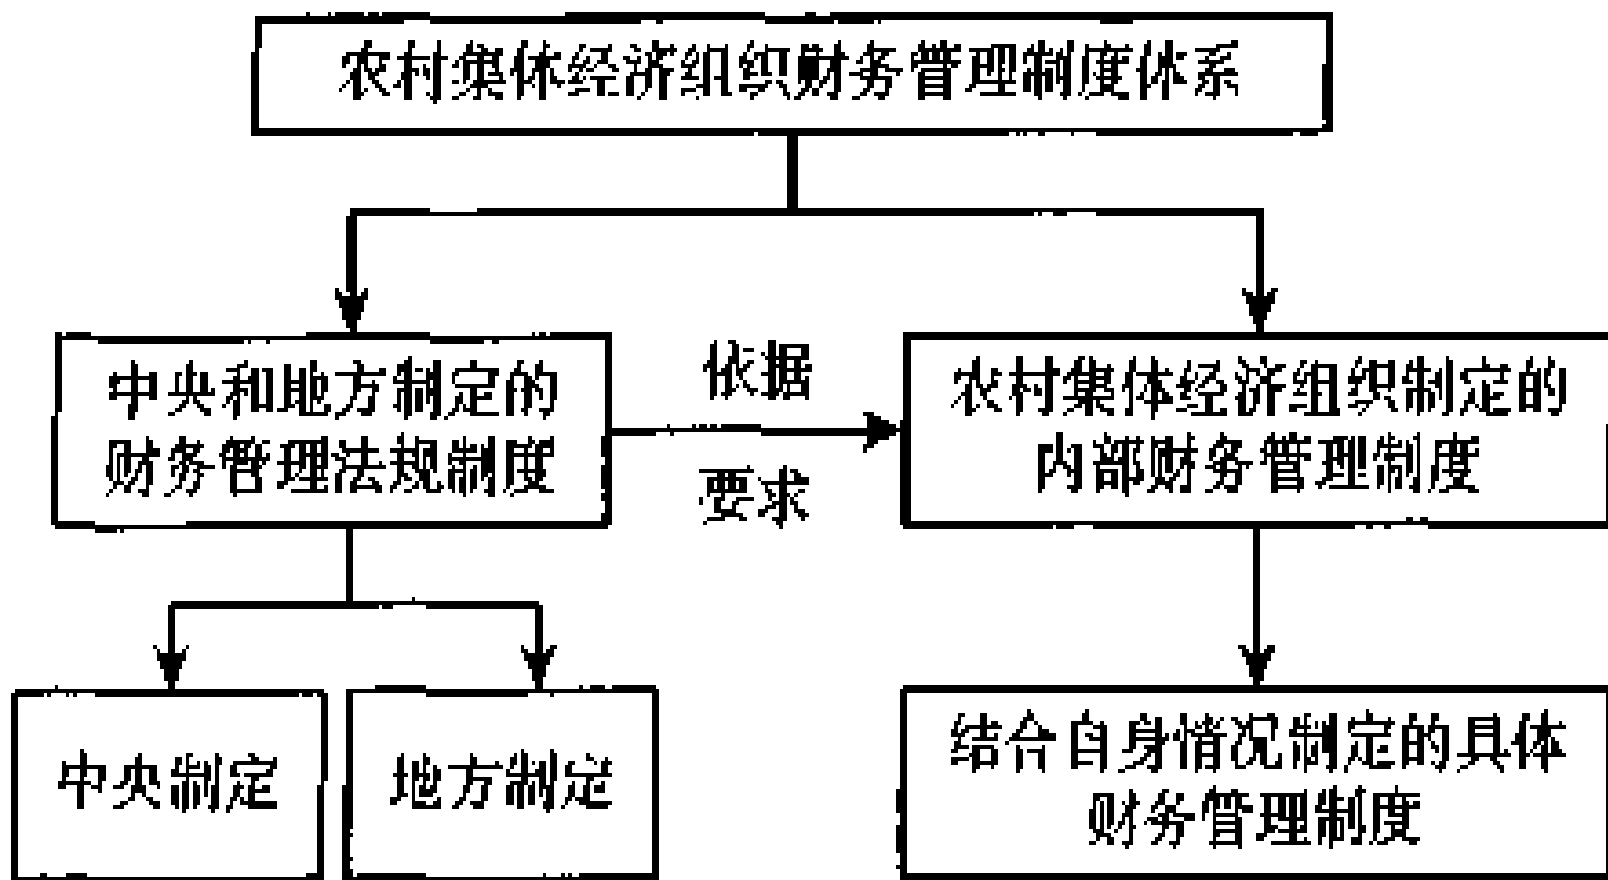 农村集体经济组织财务管理制度体系
中央和地方制定的
财务管理法规制度
依据
要求
农村集体经济组织制定的
内部财务管理制度
中央制定
地方制定
结合自身情况制定的具体
财务管理制度